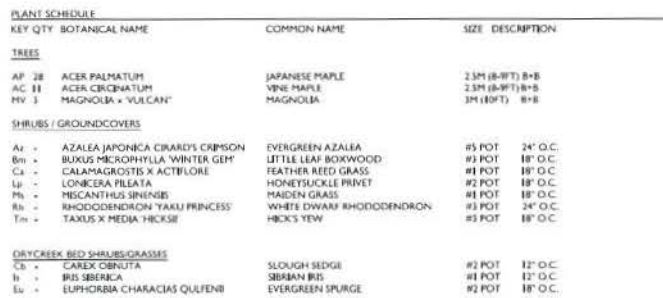 PLANT SCHEDULE
KEY QTY BOTANICAL NAME COMMON NAME SIZE DESCRIPTION
TREES
AP 28 ACER PALMATUM JAPANESE MAPLE 2.5M (8-9FT) B+B
AC 11 ACER CIRCINATUM VINE MAPLE 2.5M (8-9FT) B+B
MV 3 MAGNOLIA x 'VULCAN" MAGNOLIA 3M (10FT) B+B
SHRUBS / GROUNDCOVERS
Az - AZALEA JAPONICA CIRARD'S CRIMSON EVERGREEN AZALEA #5 POT 24" O.C.
Bm - BUXUS MICROPHYLLA 'WINTER GEM' LITTLE LEAF BOXWOOD #3 POT 18" O.C.
Ca - CALAMAGROSTIS X ACTIFLORE FEATHER REED GRASS #1 POT 18" O.C.
Lp - LONICERA PILEATA HONEYSUCKLE PRIVET #2 POT 18" O.C.
Ms - MISCANTHUS SINENSIS MAIDEN GRASS #1 POT 18" O.C.
Rh - RHODODENDRON 'YAKU PRINCESS' WHITE DWARF RHODODENDRON #3 POT 24" O.C.
Tm - TAXUS X MEDIA 'HICKSII' HICK'S YEW #5 POT 18" O.C.
DRYCREEK BED SHRUBS/GRASSES
Cb - CAREX OBNUTA SLOUGH SEDGE #2 POT 12" O.C.
Is - IRIS SIBERICA SIBRIAN IRIS #1 POT 12" O.C.
Eu - EUPHORBIA CHARACIAS QULFENII EVERGREEN SPURGE #2 POT 18" O.C.